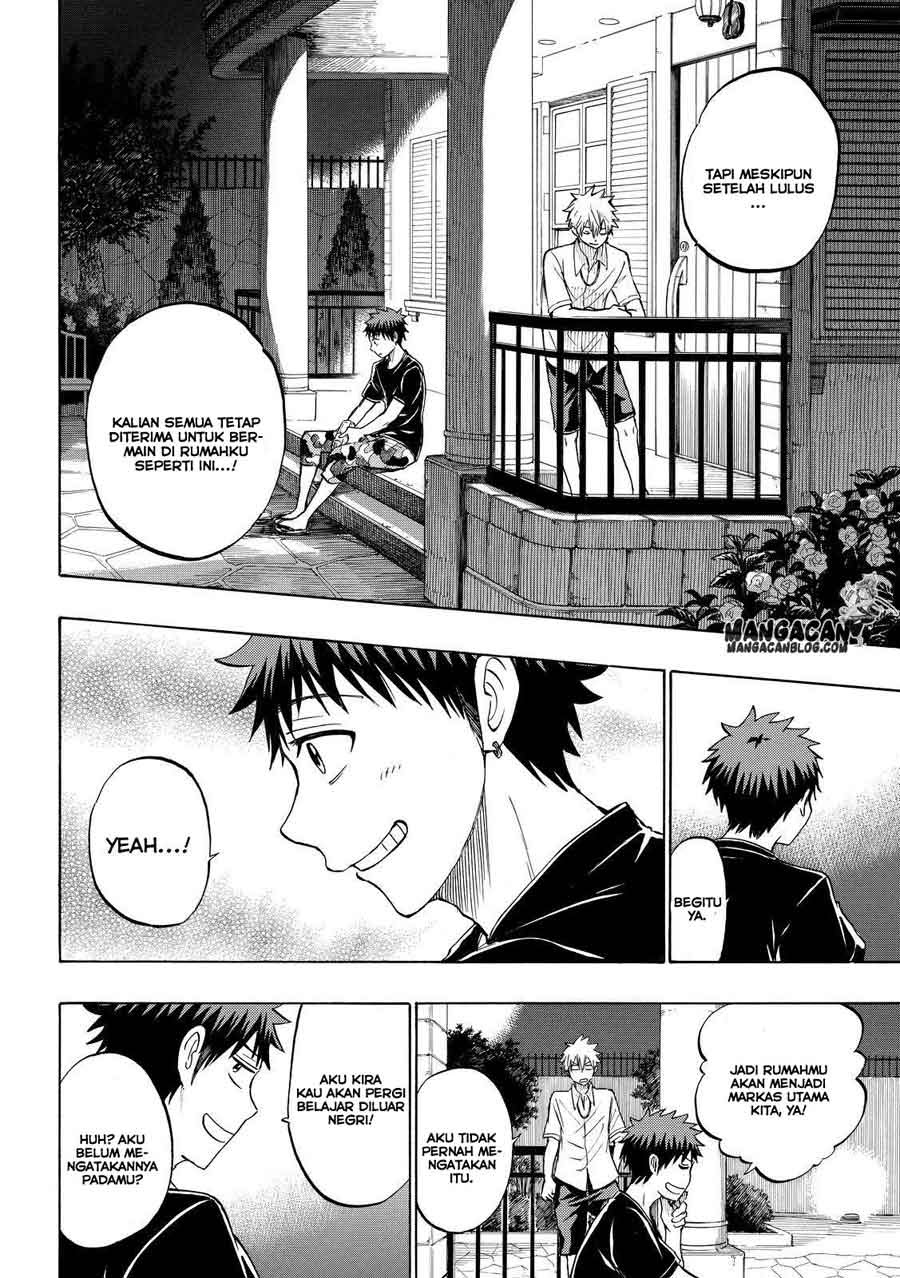 TAPI MESKIPUN
SETELAH LULUS
...
KALIAN SEMUA TETAP
DITERIMA UNTUK BER-
MAIN DI RUMAHKU
SEPERTI INI...!
MANGACAN!
MANGACANBLOG.COM
BEGITU
YA.
YEAH...!
JADI RUMAHMU
AKAN MENJADI
MARKAS UTAMA
KITA, YA!
AKU TIDAK
PERNAH ME-
NGATAKAN
ITU.
AKU KIRA
KAU AKAN PERGI
BELAJAR DILUAR
NEGRI!
HUH? AKU
BELUM ME-
NGATAKANNYA
PADAMU?